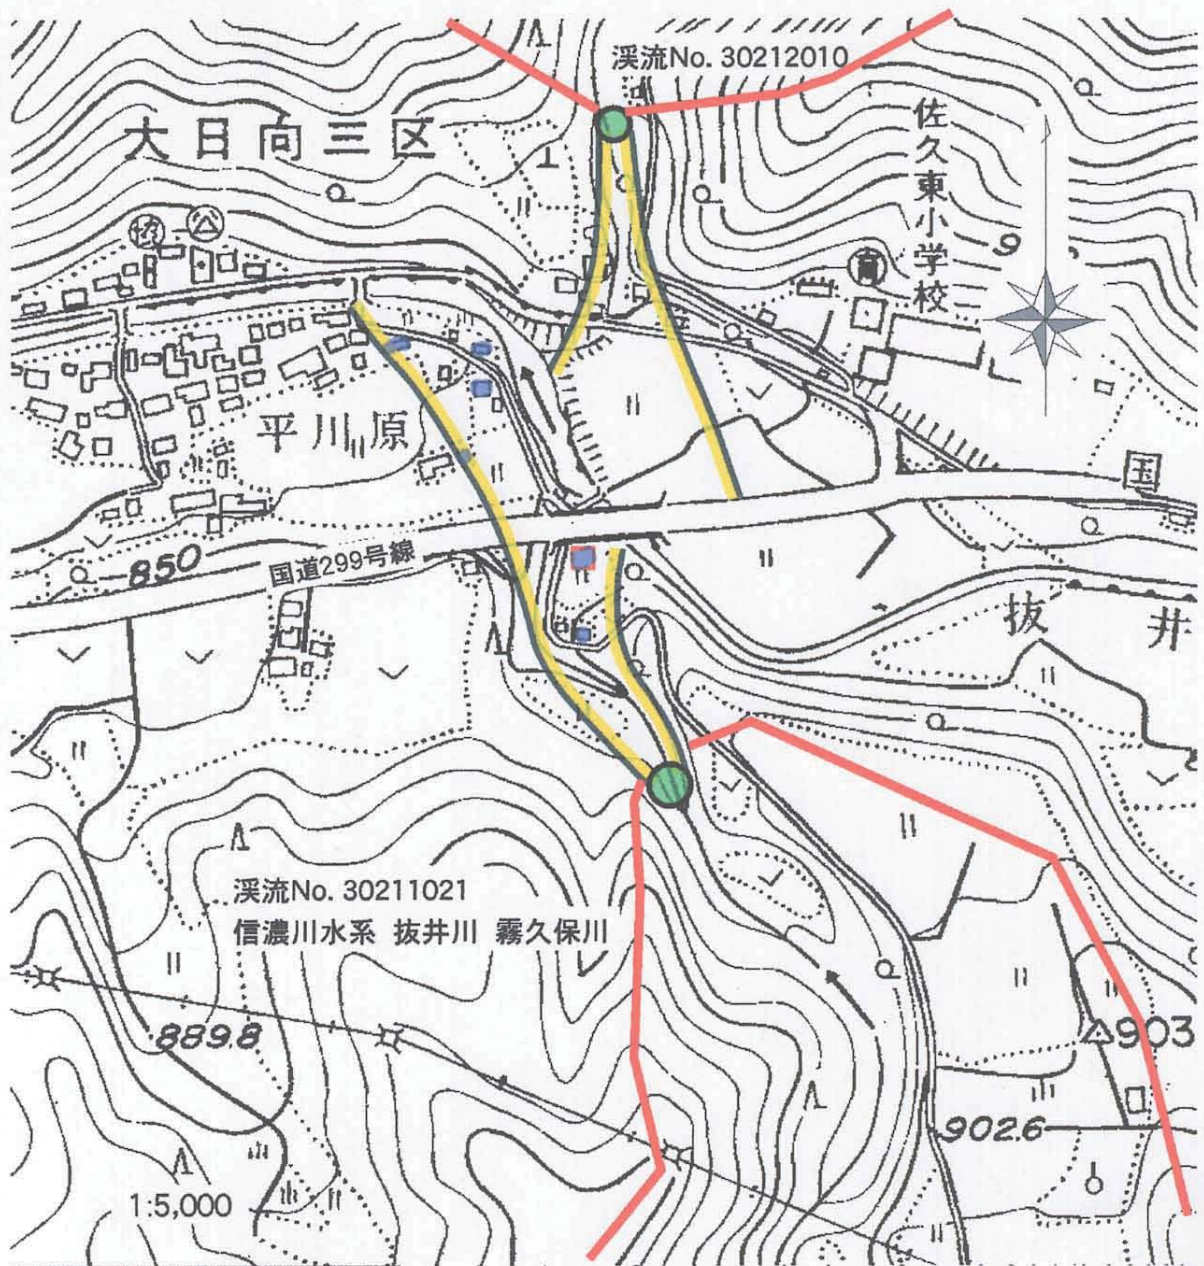 渓流No. 30212010
大日向三区
佐久東小学校
9
平川原
国
850
国道299号線
抜 井
渓流No. 30211021
信濃川水系 抜井川 霧久保川
889.8
903
902.6
1:5,000